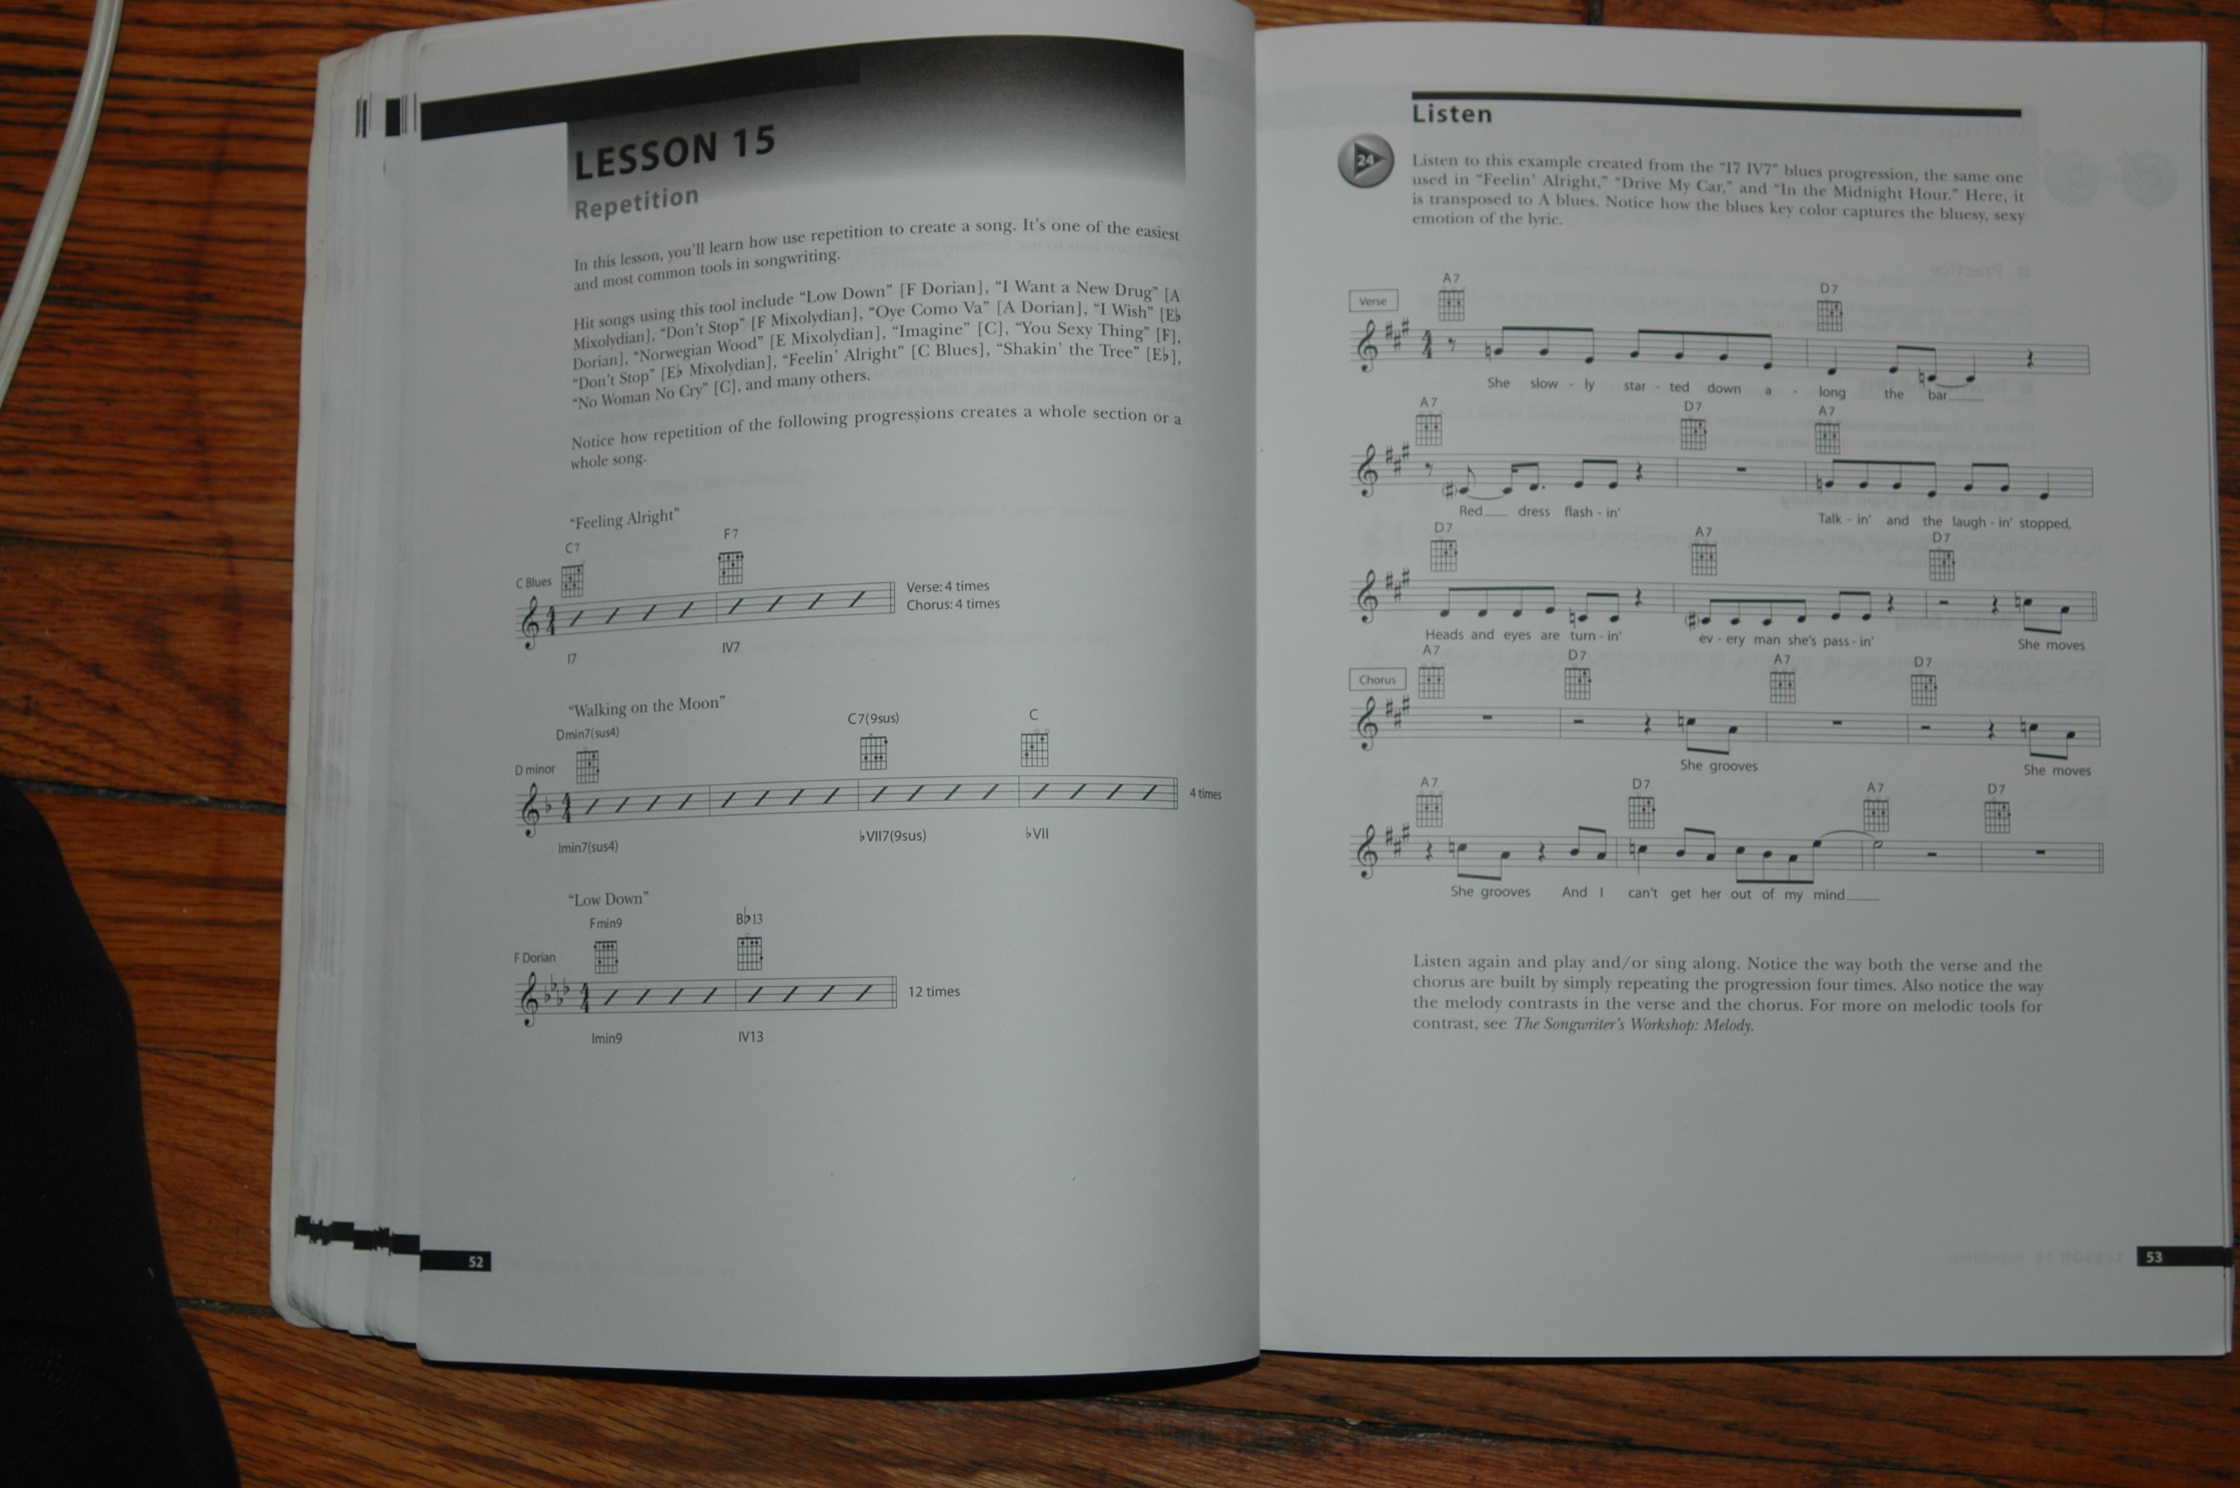 LESSON 15
Repetition
In this lesson, you'll learn how use repetition to create a song. It's one of the easiest
and most common tools in songwriting.
Hit songs using this tool include “Low Down” [F Dorian], “I Want a New Drug” [A
Mixolydian], “Don't Stop” [F Mixolydian], “Oye Como Va” [A Dorian], “I Wish” [E♭
Dorian], “Norwegian Wood” [E Mixolydian], “Imagine” [C], “You Sexy Thing” [F],
“Don't Stop” [E♭ Mixolydian], “Feelin' Alright” [C Blues], “Shakin' the Tree” [E♭],
“No Woman No Cry” [C], and many others.
Notice how repetition of the following progressions creates a whole section or a
whole song.
“Feeling Alright”
C7 F7
C Blues
Verse: 4 times
Chorus: 4 times
I7 IV7
“Walking on the Moon”
Dmin7(sus4) C7(9sus) C
D minor
4 times
Imin7(sus4) ♭VII7(9sus) ♭VII
“Low Down”
Fmin9 B♭13
F Dorian
12 times
Imin9 IV13
52
Listen
24
Listen to this example created from the “I7 IV7” blues progression, the same one
used in “Feelin' Alright,” “Drive My Car,” and “In the Midnight Hour.” Here, it
is transposed to A blues. Notice how the blues key color captures the bluesy, sexy
emotion of the lyric.
A7 D7
Verse
She slow - ly star - ted down a - long the bar
A7 D7 A7
Red dress flash - in' Talk - in' and the laugh - in' stopped,
D7 A7 D7
Heads and eyes are turn - in' ev - ery man she's pass - in' She moves
A7 D7 A7 D7
Chorus
She grooves She moves
A7 D7 A7 D7
She grooves And I can't get her out of my mind
Listen again and play and/or sing along. Notice the way both the verse and the
chorus are built by simply repeating the progression four times. Also notice the way
the melody contrasts in the verse and the chorus. For more on melodic tools for
contrast, see The Songwriter's Workshop: Melody.
53